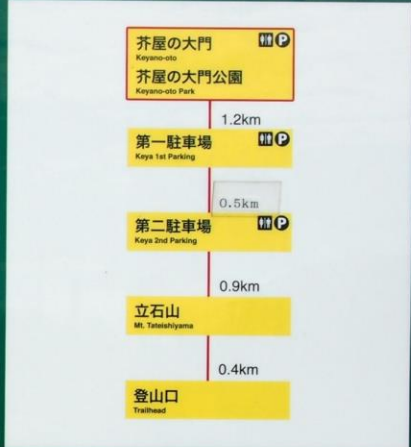 芥屋の大門
Keyano-oto
芥屋の大門公園
Keyano-oto Park
P
1.2km
第一駐車場
Keya 1st Parking
P
0.5km
第二駐車場
Keya 2nd Parking
P
0.9km
立石山
Mt. Tateishiyama
0.4km
登山口
Trailhead